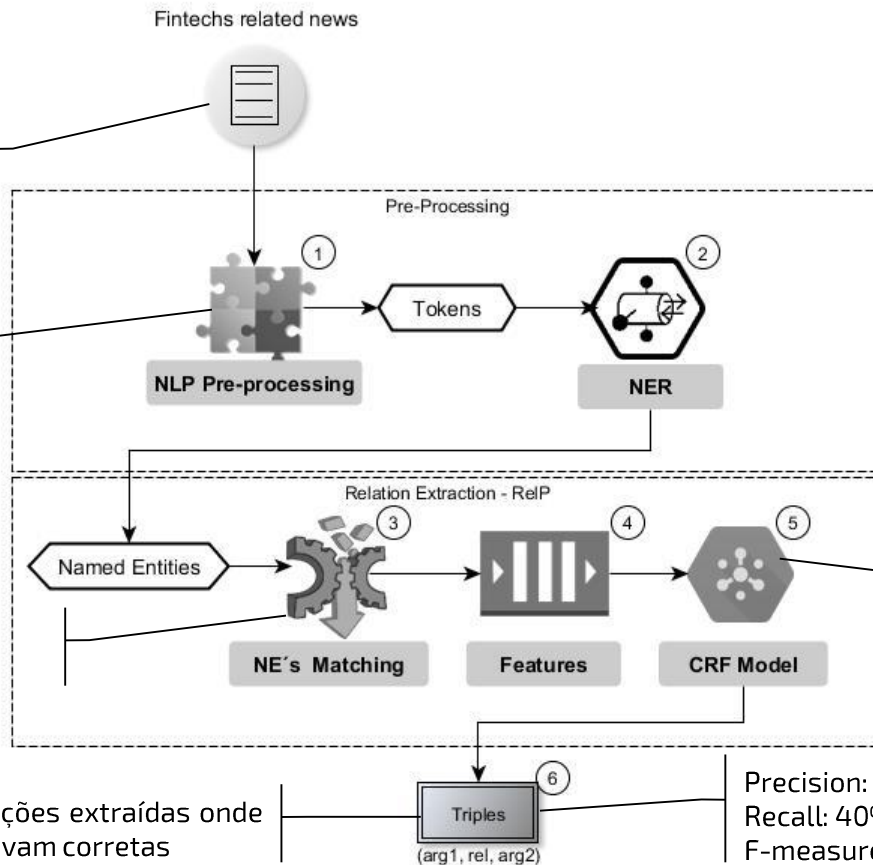 Fintechs related news
Pre-Processing
1
2
Tokens
NLP Pre-processing
NER
Relation Extraction - RelP
3
4
5
Named Entities
NE´s Matching
Features
CRF Model
6
Triples
(arg1, rel, arg2)
ções extraídas onde
vam corretas
Precision:
Recall: 40
F-measure